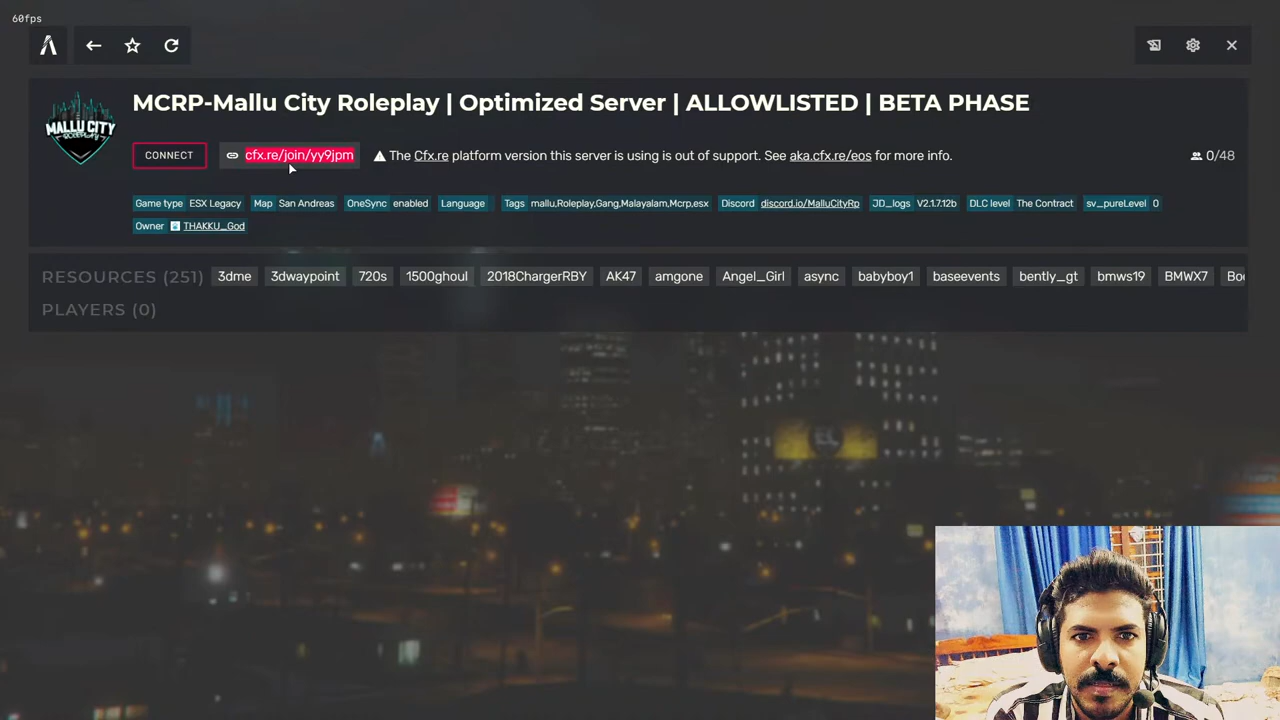 60fps
MCRP-Mallu City Roleplay | Optimized Server | ALLOWLISTED | BETA PHASE
MALLU CITY
ROLEPLAY
CONNECT cfx.re/join/yy9jpm The Cfx.re platform version this server is using is out of support. See aka.cfx.re/eos for more info. 0/48
Game type ESX Legacy Map San Andreas OneSync enabled Language Tags mallu,Roleplay,Gang,Malayalam,Mcrp,esx Discord discord.io/MalluCityRp JD_logs V2.1.7.12b DLC level The Contract sv_pureLevel 0
Owner THAKKU_God
RESOURCES (251) 3dme 3dwaypoint 720s 1500ghoul 2018ChargerRBY AK47 amgone Angel_Girl async babyboy1 baseevents bently_gt bmws19 BMWX7
PLAYERS (0)